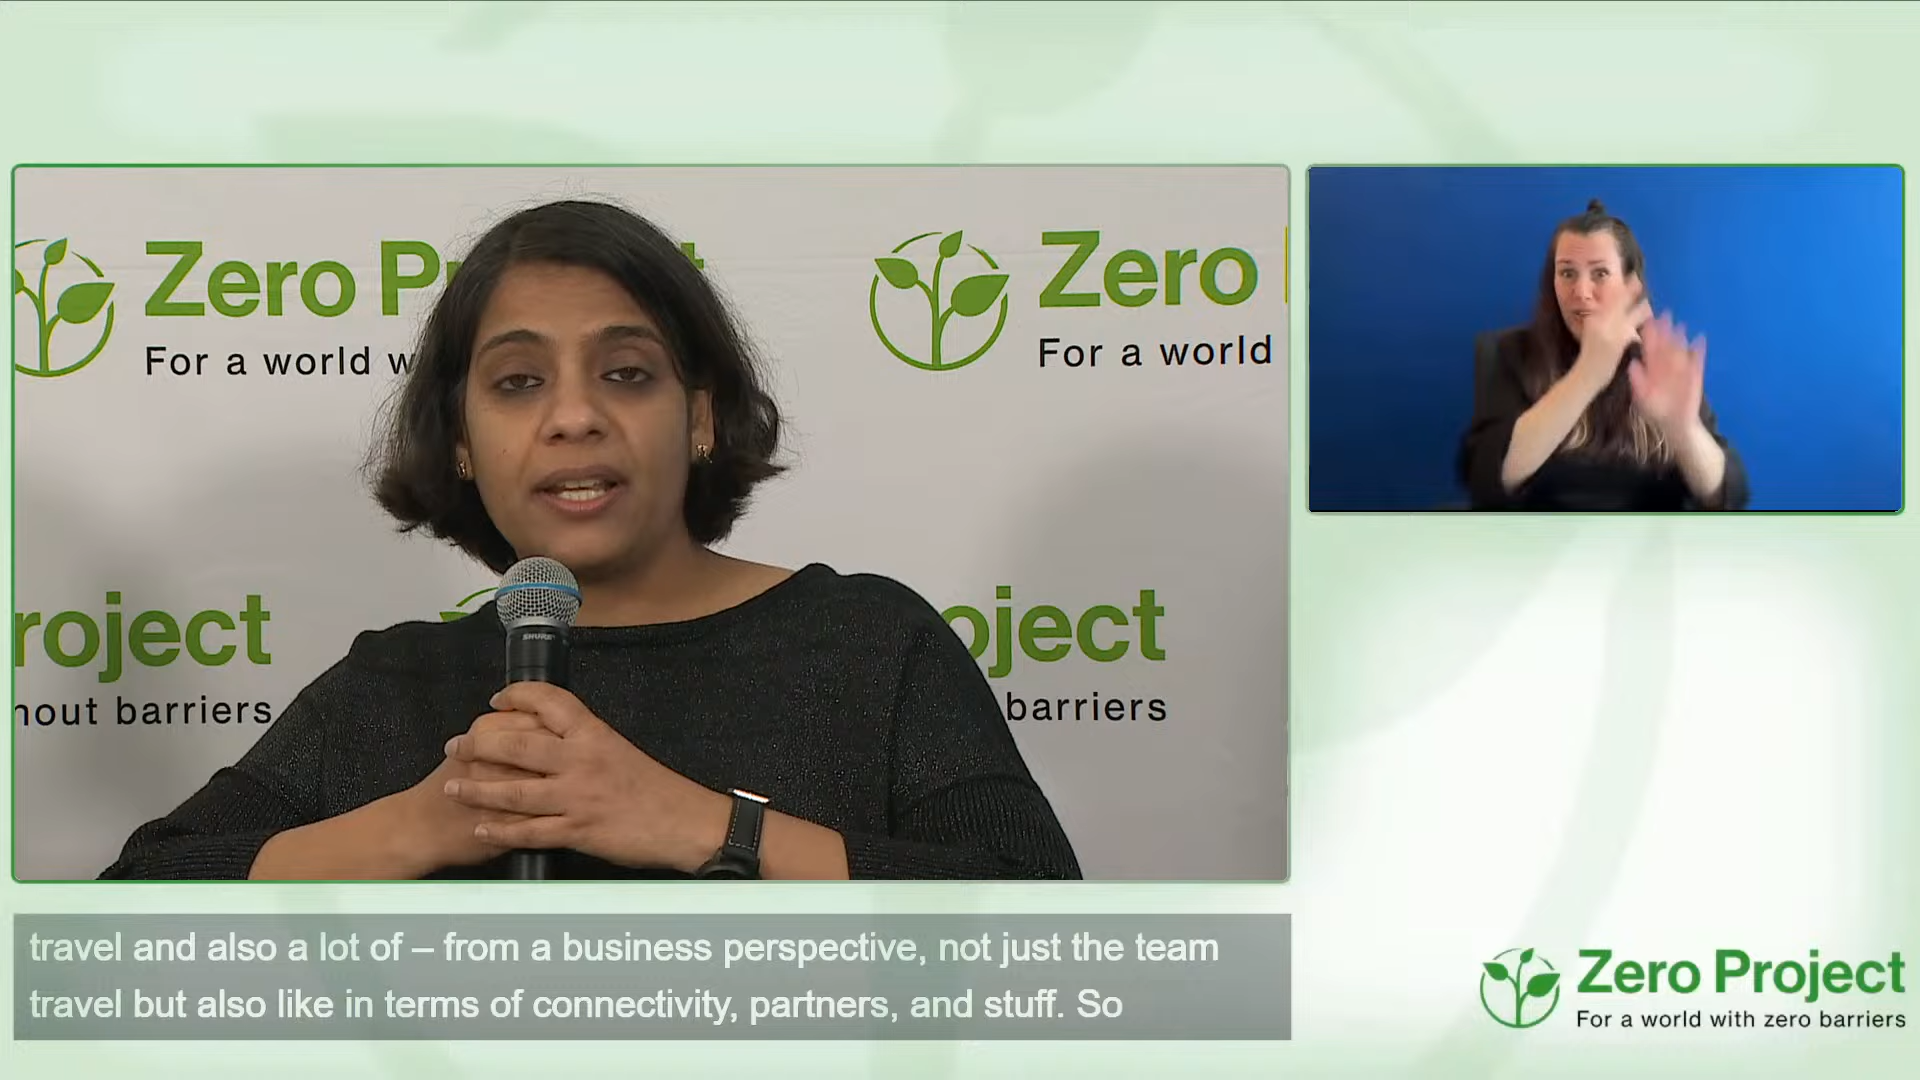 Zero P
For a world w
Zero
For a world
roject
hout barriers
oject
barriers
SHURE
travel and also a lot of – from a business perspective, not just the team
travel but also like in terms of connectivity, partners, and stuff. So
Zero Project
For a world with zero barriers